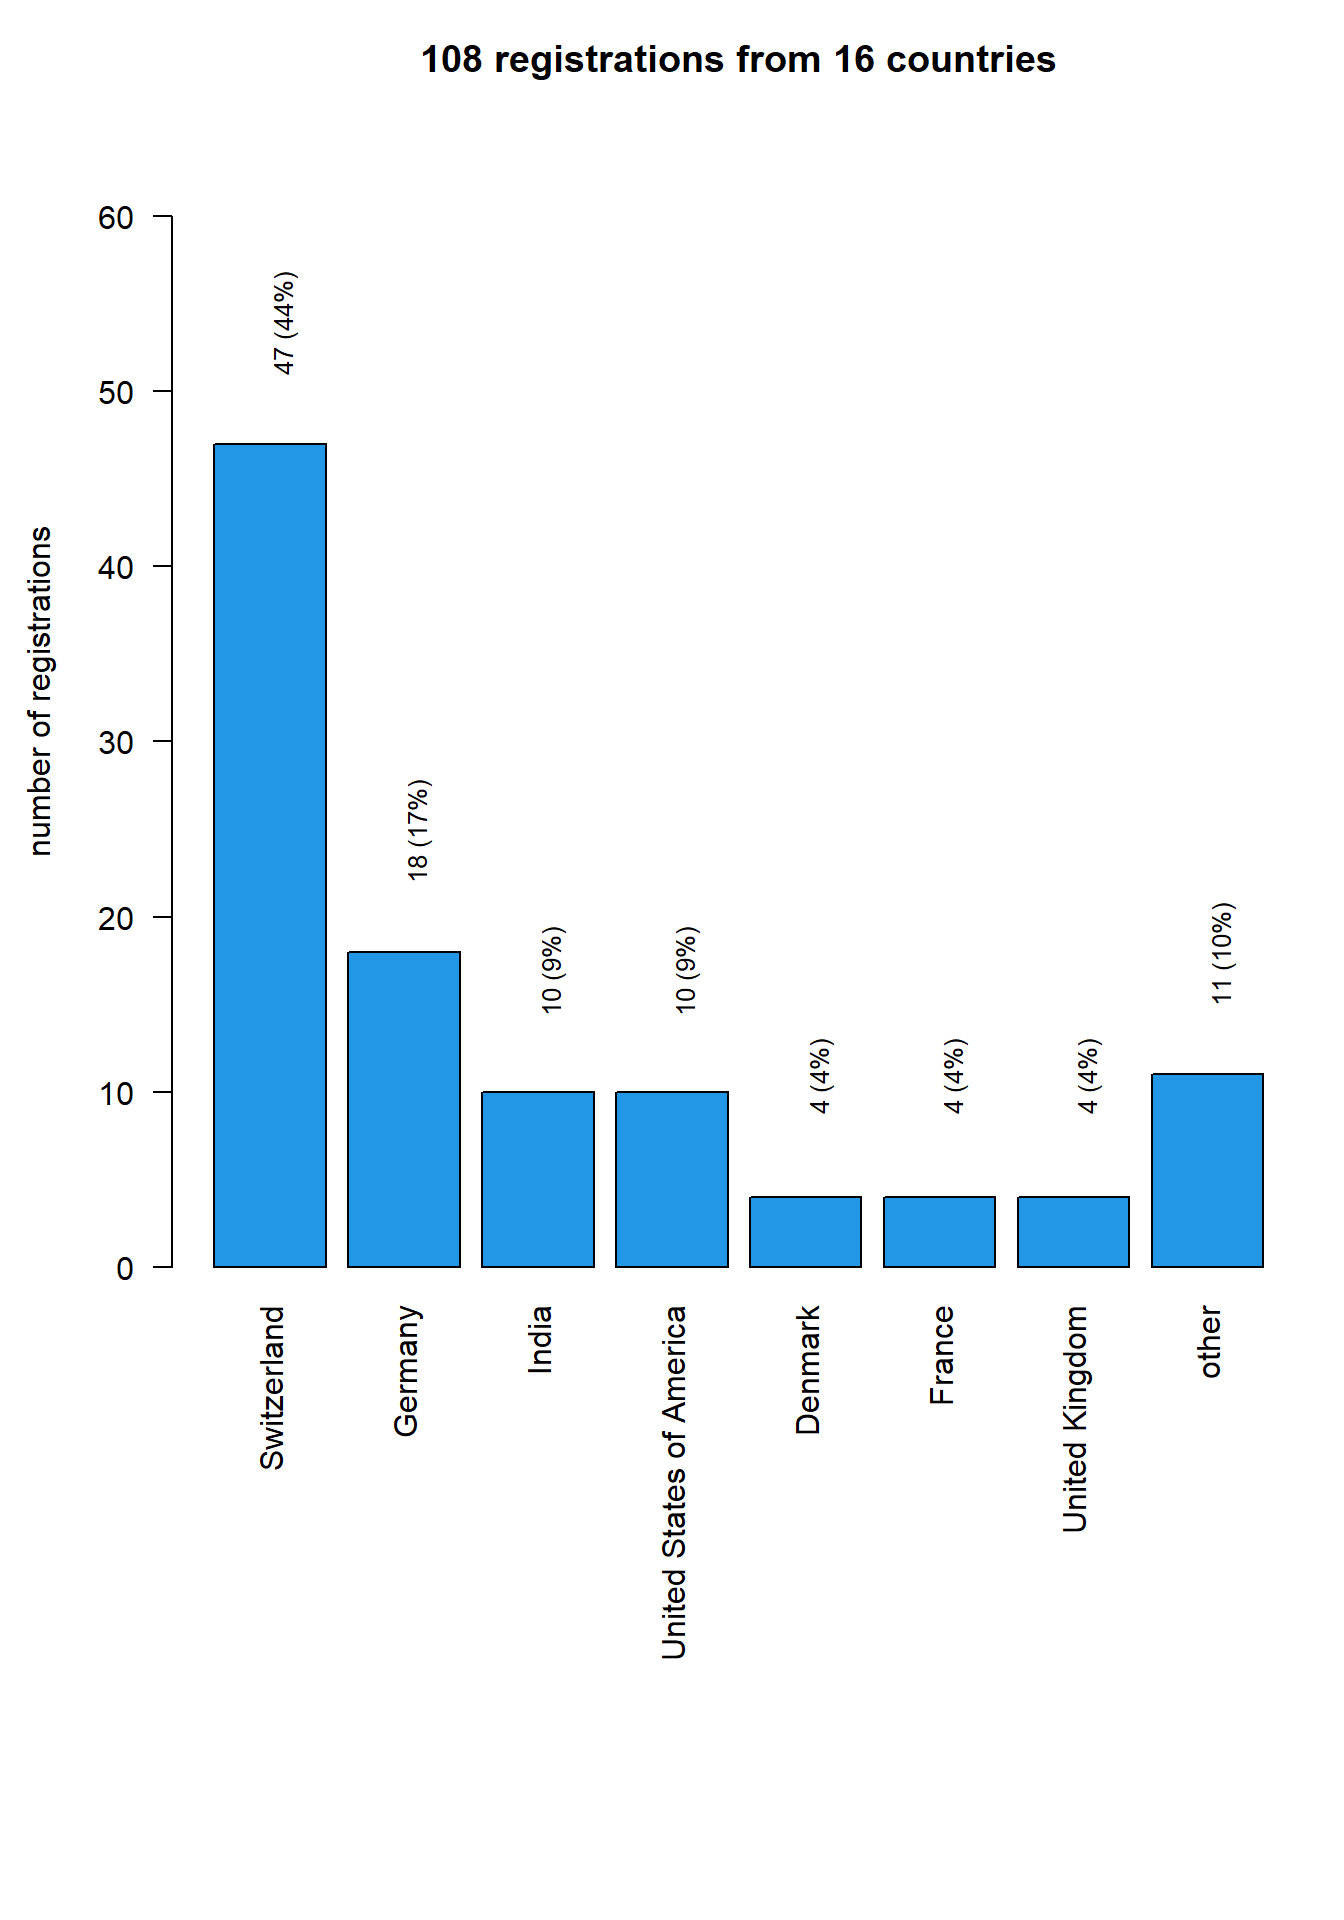 108 registrations from 16 countries
number of registrations
60
50
40
30
20
10
0
47 (44%)
18 (17%)
10 (9%)
10 (9%)
4 (4%)
4 (4%)
4 (4%)
11 (10%)
Switzerland
Germany
India
United States of America
Denmark
France
United Kingdom
other